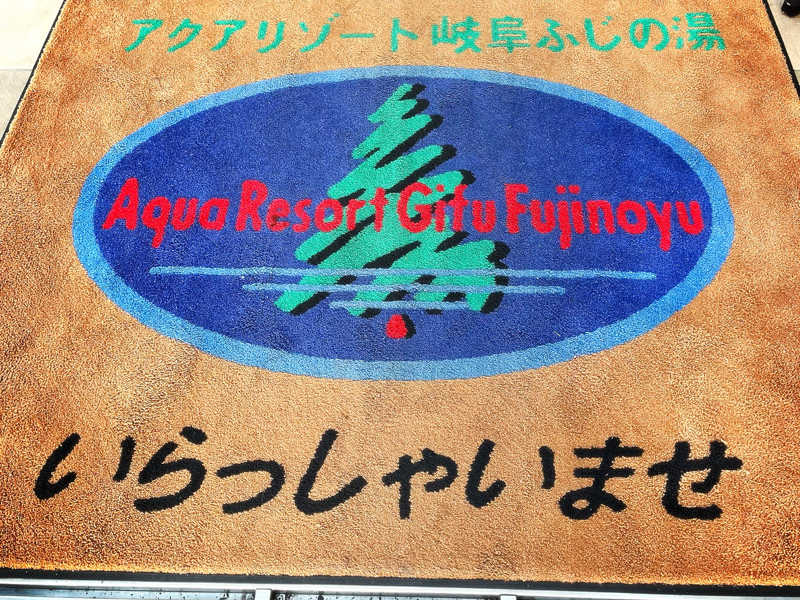 アクアリゾート岐阜ふじの湯
Aqua Resort Gifu Fujinoyu
いらっしゃいませ